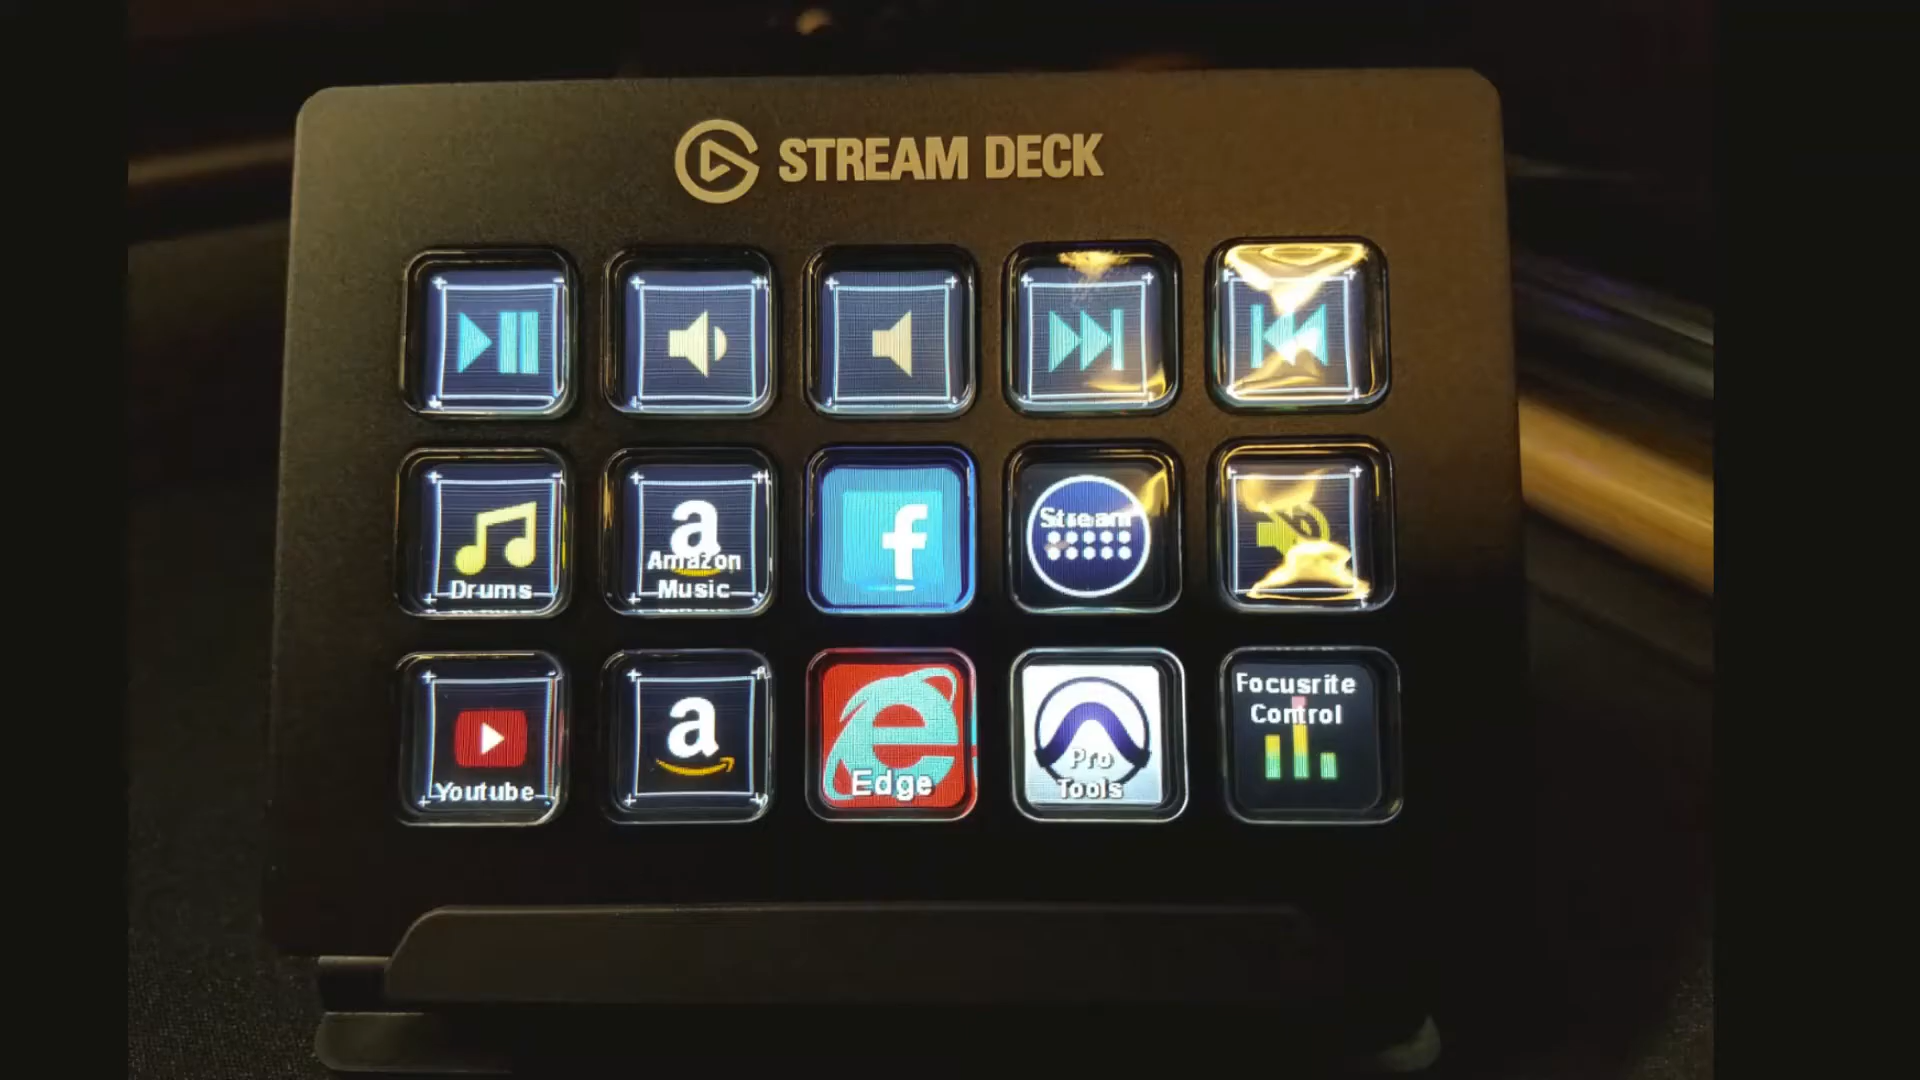 STREAM DECK
Drums
a
Amazon
Music
f
Stream
Youtube
a
e
Edge
Pro
Tools
Focusrite
Control